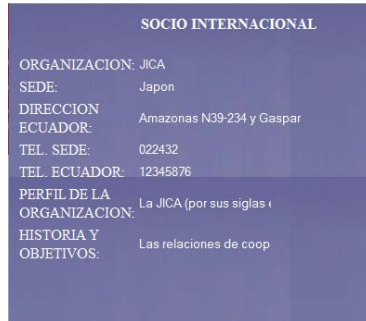 SOCIO INTERNACIONAL
ORGANIZACION: JICA
SEDE: Japon
DIRECCION ECUADOR: Amazonas N39-234 y Gaspar
TEL. SEDE: 022432
TEL. ECUADOR: 12345876
PERFIL DE LA ORGANIZACION: La JICA (por sus siglas
HISTORIA Y OBJETIVOS: Las relaciones de coop